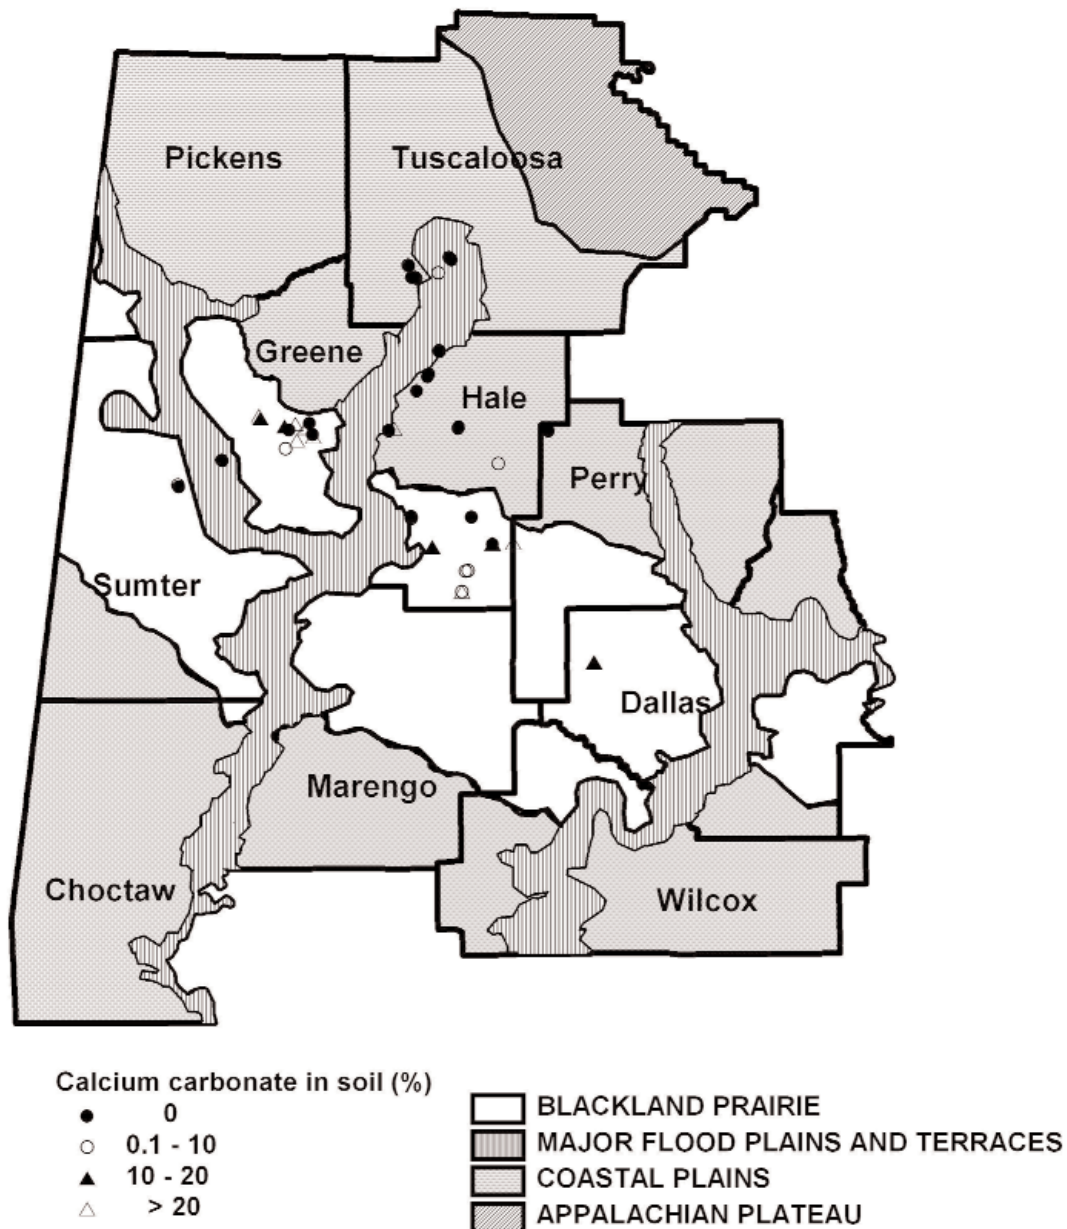 Pickens
Tuscaloosa
Greene
Hale
Perry
Sumter
Dallas
Marengo
Choctaw
Wilcox
Calcium carbonate in soil (%)
0
0.1 - 10
10 - 20
> 20
BLACKLAND PRAIRIE
MAJOR FLOOD PLAINS AND TERRACES
COASTAL PLAINS
APPALACHIAN PLATEAU